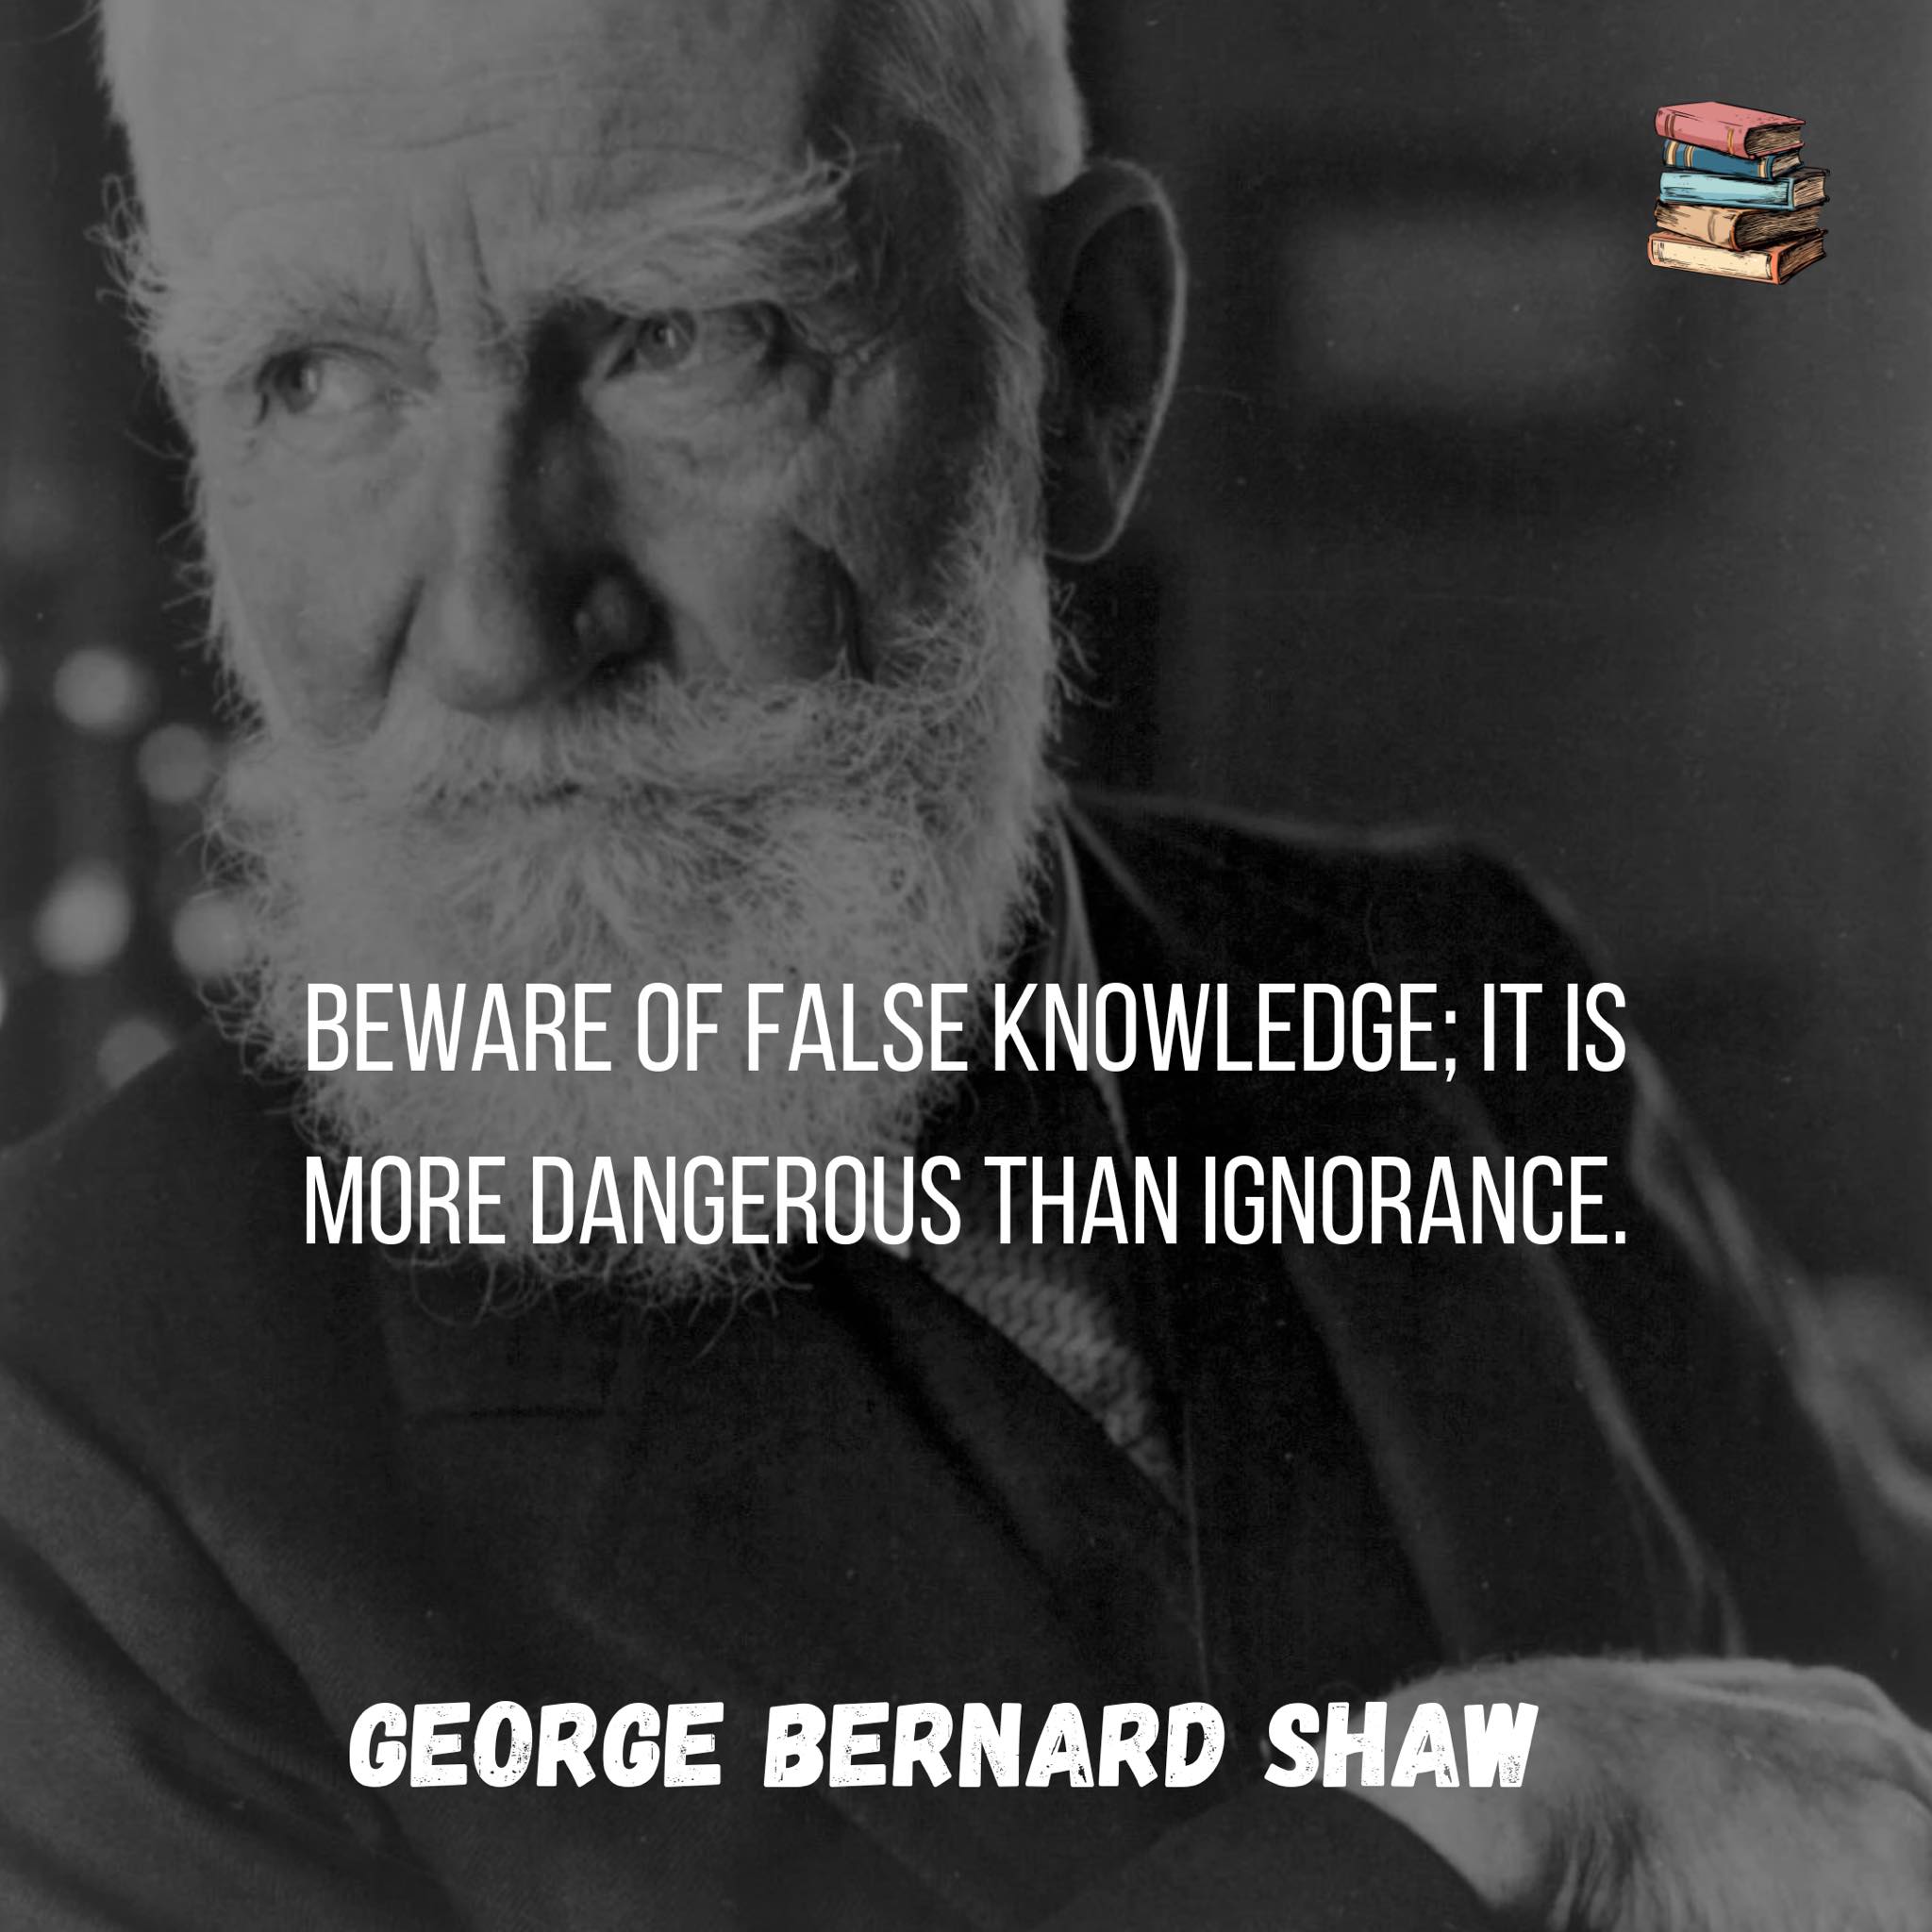 BEWARE OF FALSE KNOWLEDGE; IT IS
MORE DANGEROUS THAN IGNORANCE.
GEORGE BERNARD SHAW